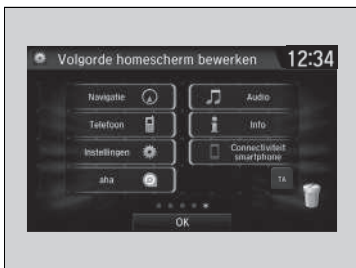 Volgorde homescherm bewerken 12:34
Navigatie
Audio
Telefoon
Info
Instellingen
Connectiviteit
smartphone
aha
TA
OK